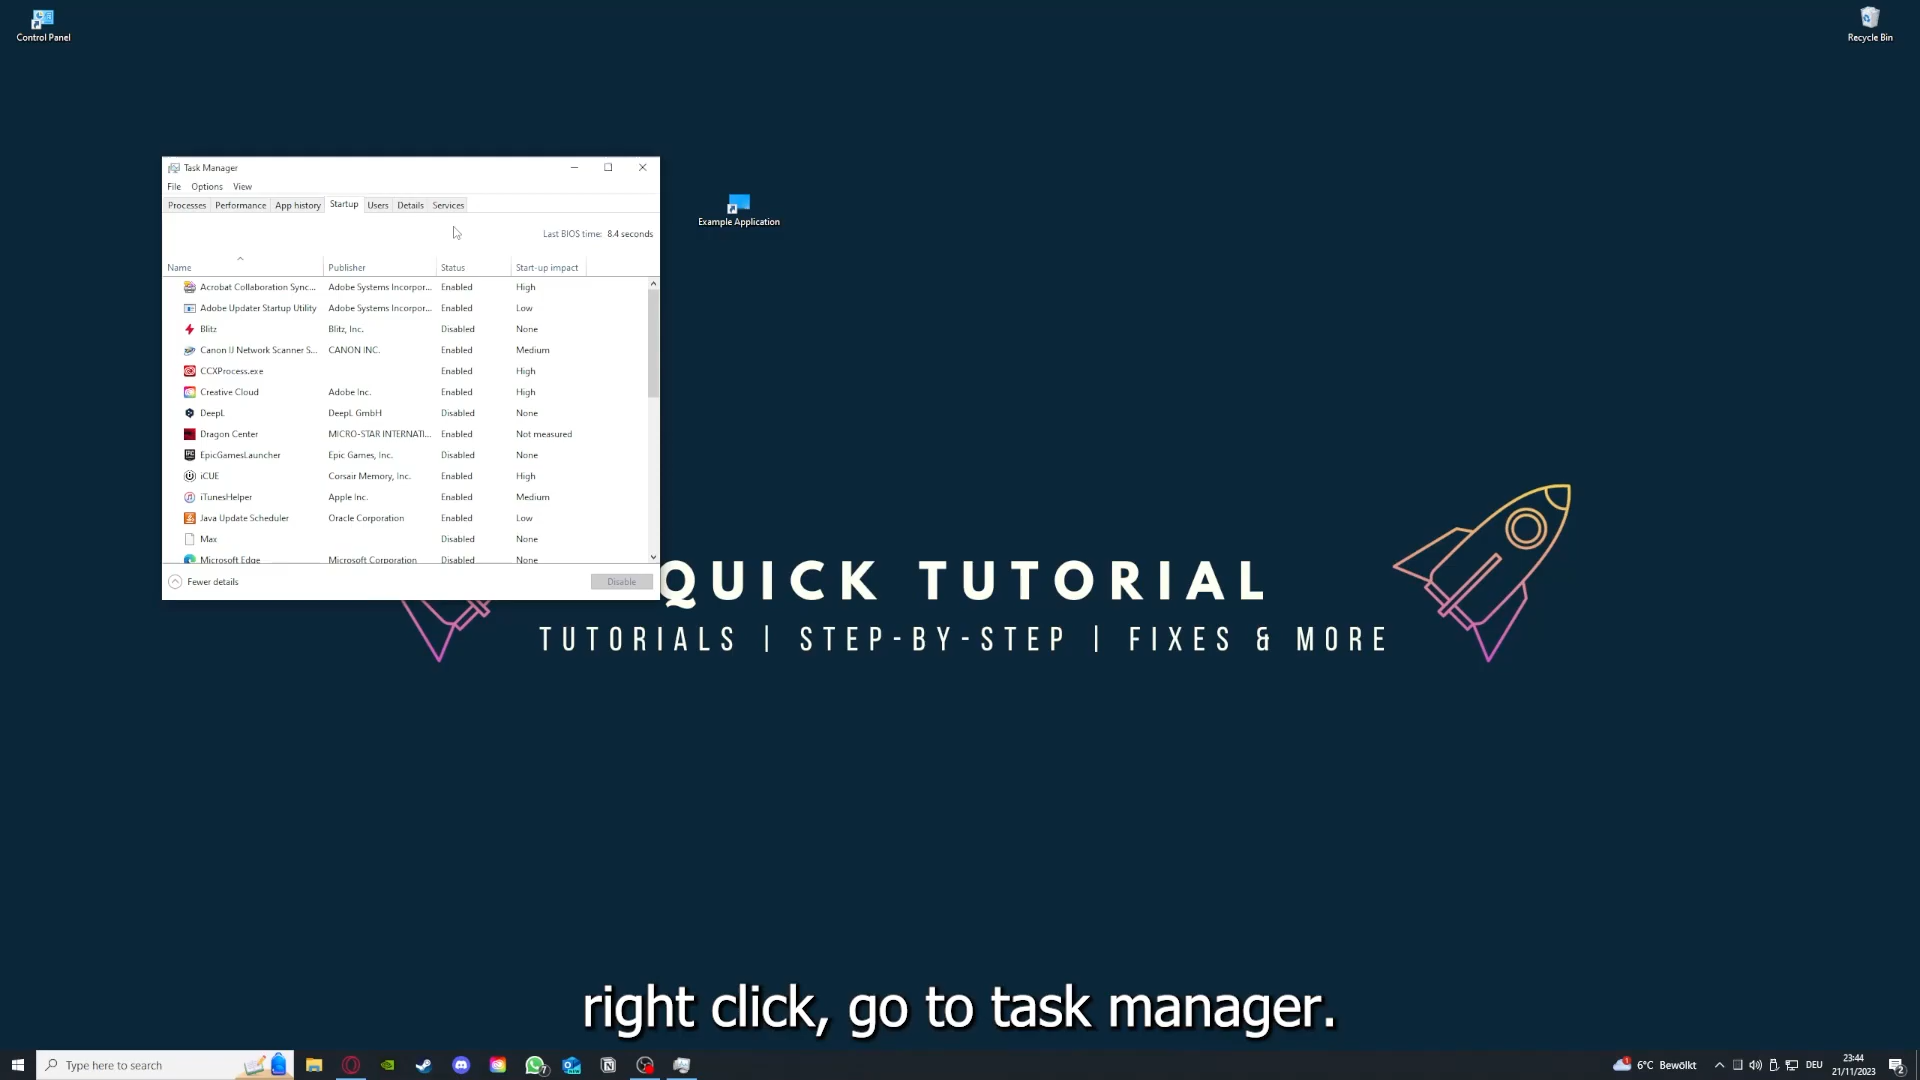 Control Panel
Recycle Bin
Task Manager
File Options View
Processes Performance App history Startup Users Details Services
Last BIOS time: 8.4 seconds
Name Publisher Status Start-up impact
Acrobat Collaboration Sync... Adobe Systems Incorpor... Enabled High
Adobe Updater Startup Utility Adobe Systems Incorpor... Enabled Low
Blitz Blitz, Inc. Disabled None
Canon IJ Network Scanner S... CANON INC. Enabled Medium
CCXProcess.exe Enabled High
Creative Cloud Adobe Inc. Enabled High
DeepL DeepL GmbH Disabled None
Dragon Center MICRO-STAR INTERNATI... Enabled Not measured
EpicGamesLauncher Epic Games, Inc. Disabled None
iCUE Corsair Memory, Inc. Enabled High
iTunesHelper Apple Inc. Enabled Medium
Java Update Scheduler Oracle Corporation Enabled Low
Max Disabled None
Microsoft Edge Microsoft Corporation Disabled None
Fewer details Disable
Example Application
QUICK TUTORIAL
TUTORIALS | STEP-BY-STEP | FIXES & MORE
right click, go to task manager.
Type here to search
7
1
6°C Bewölkt
DEU
23:44
21/11/2023
2